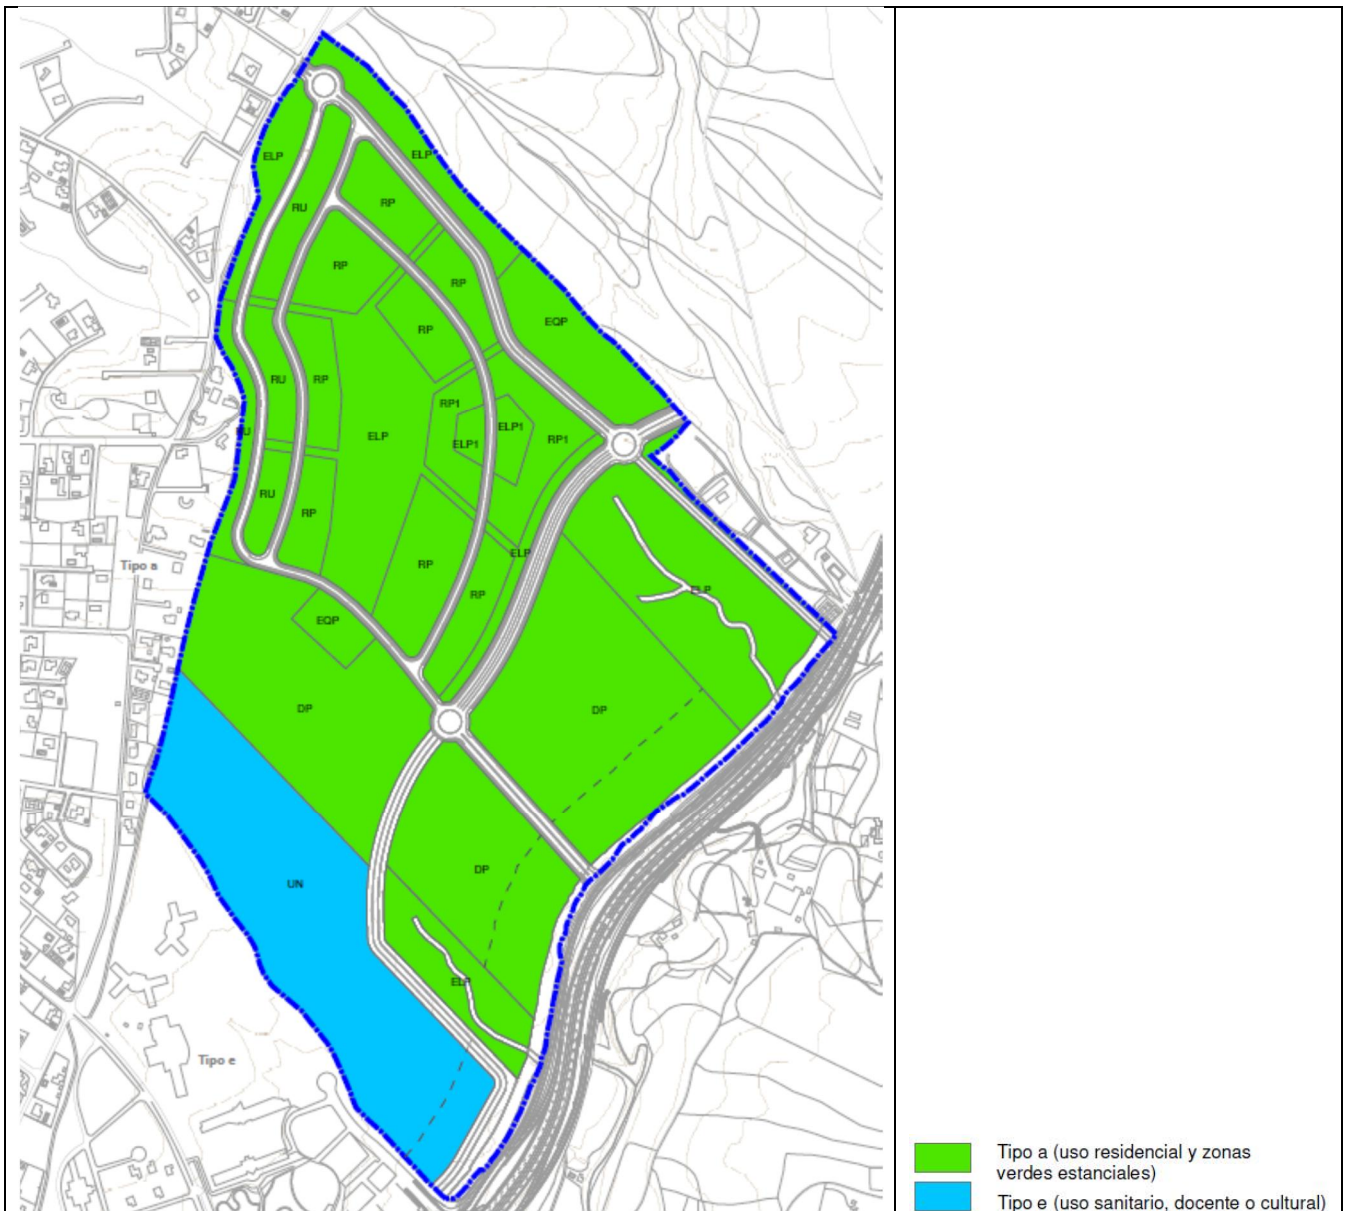 ELP
ELP
RU
RP
RP
RP
EQP
RP
RU
RP
RP1
ELP1
ELP
ELP1
RP1
RU
RP
ELP
RP
Tipo a
ELP
RP
EQP
DP
DP
DP
UN
ELP
Tipo e
Tipo a (uso residencial y zonas
verdes estanciales)
Tipo e (uso sanitario, docente o cultural)